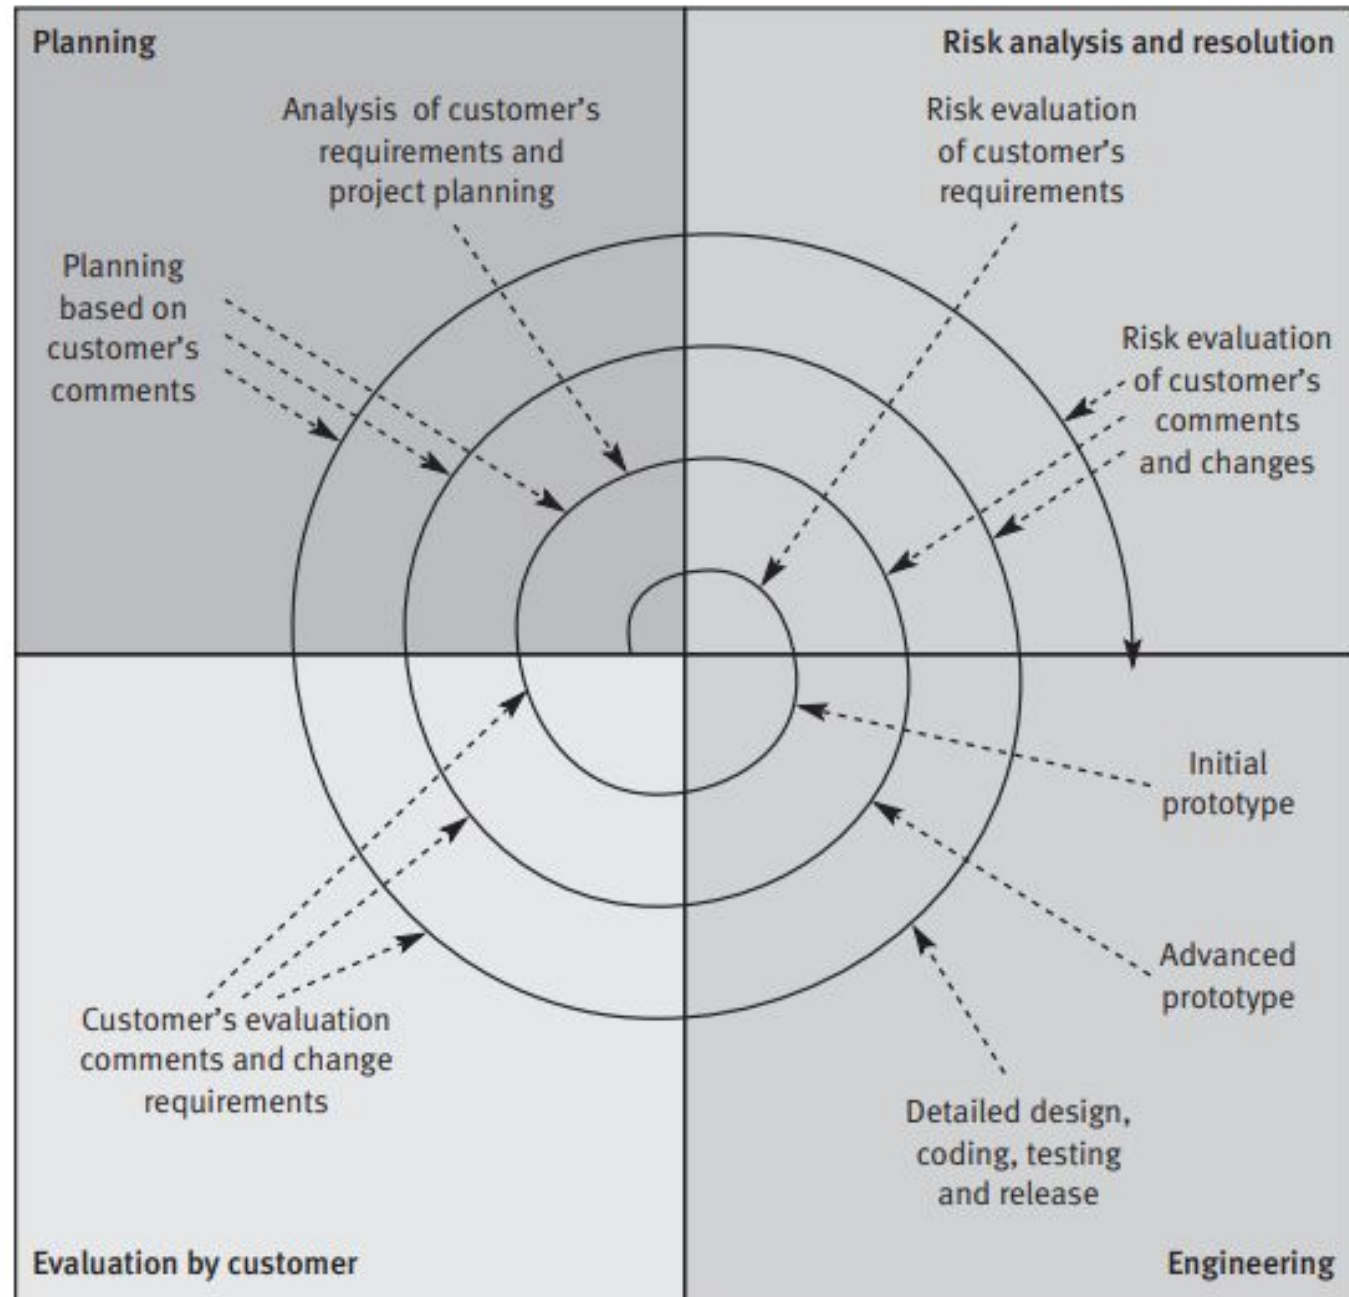 Planning
Risk analysis and resolution
Analysis of customer’s
requirements and
project planning
Risk evaluation
of customer’s
requirements
Planning
based on
customer’s
comments
Risk evaluation
of customer’s
comments
and changes
Initial
prototype
Advanced
prototype
Customer’s evaluation
comments and change
requirements
Detailed design,
coding, testing
and release
Evaluation by customer
Engineering